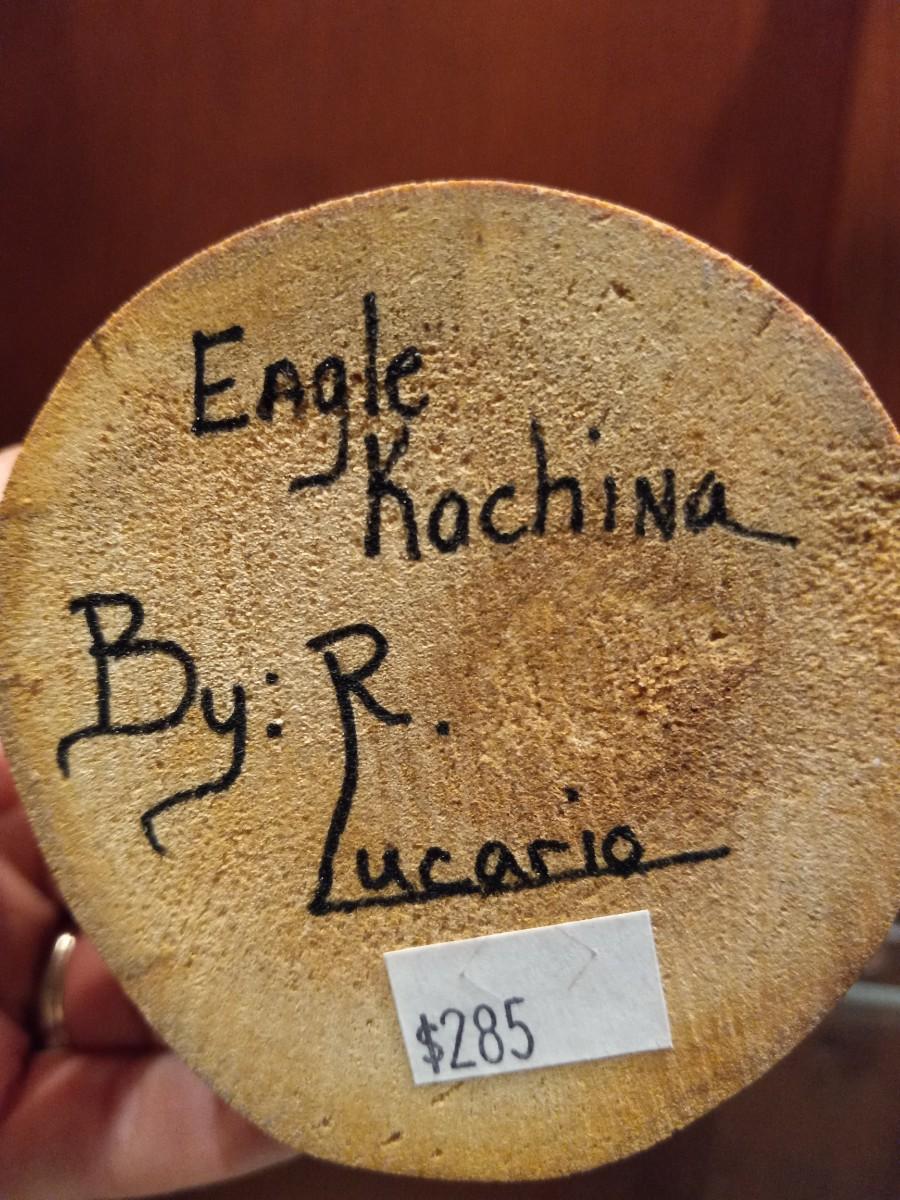 Eagle
Kachina
By: R.
Lucario
$285